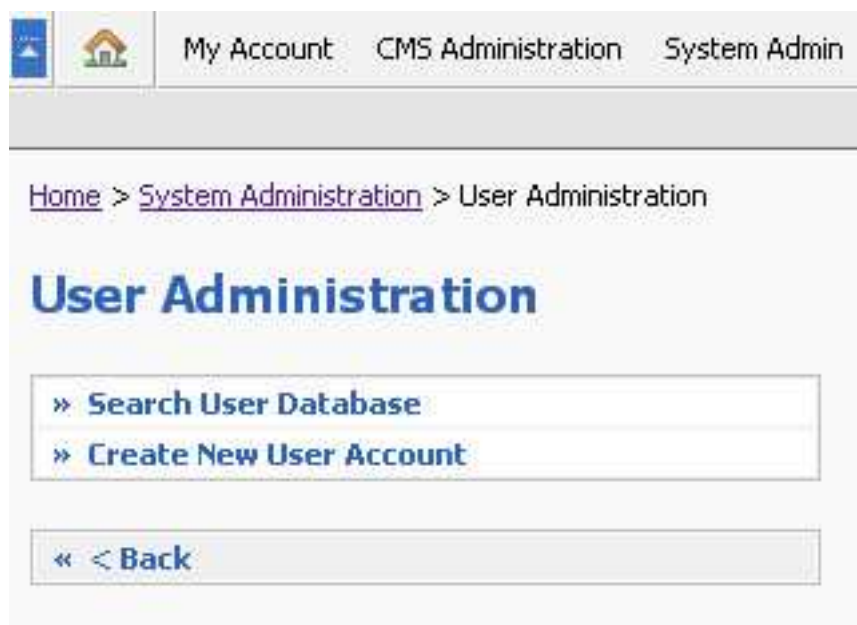 My Account CMS Administration System Admin
Home > System Administration > User Administration
User Administration
» Search User Database
» Create New User Account
« < Back